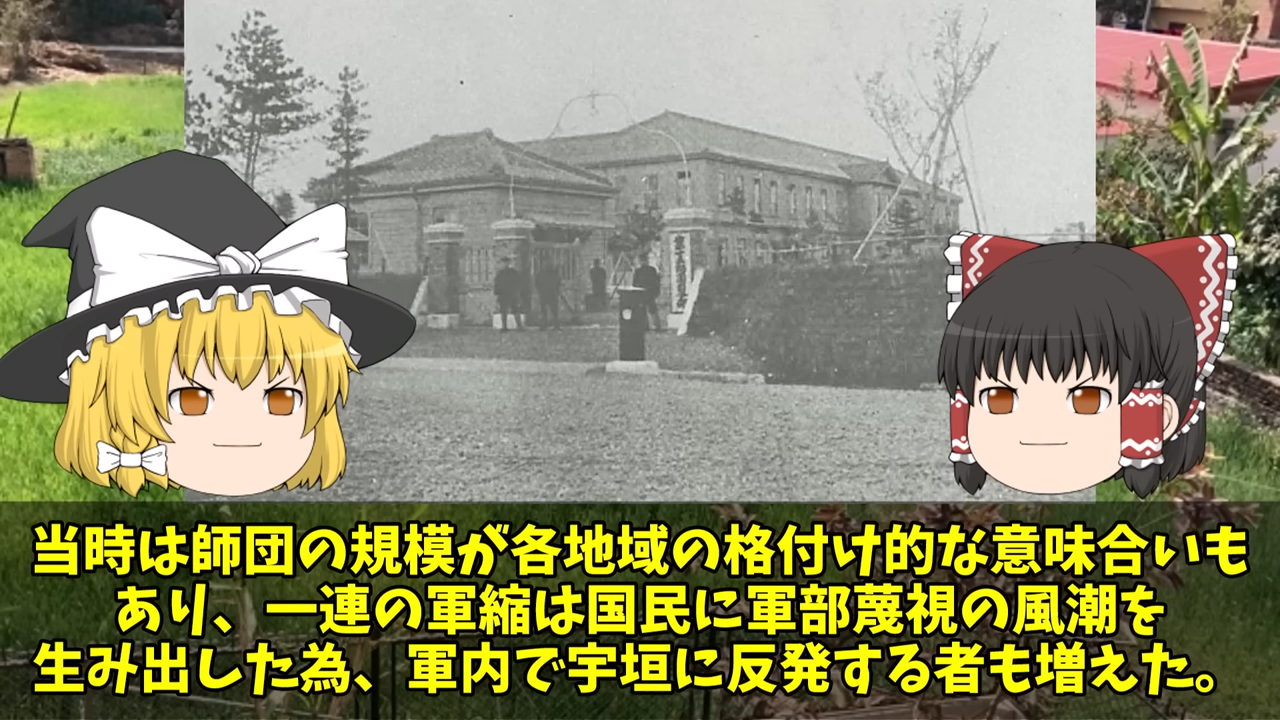 当時は師団の規模が各地域の格付け的な意味合いも
あり、一連の軍縮は国民に軍部蔑視の風潮を
生み出した為、軍内で宇垣に反発する者も増えた。